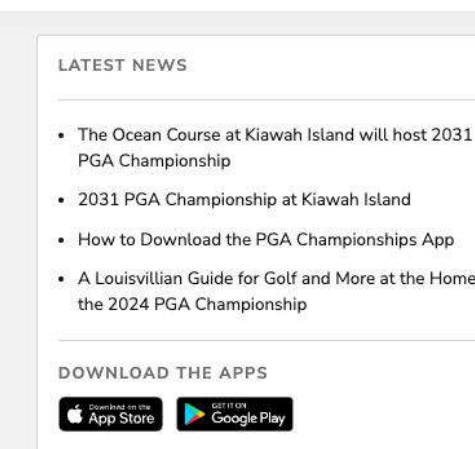 LATEST NEWS
The Ocean Course at Kiawah Island will host 2031
PGA Championship
2031 PGA Championship at Kiawah Island
How to Download the PGA Championships App
A Louisvillian Guide for Golf and More at the Home
the 2024 PGA Championship
DOWNLOAD THE APPS
Download on the
App Store
GET IT ON
Google Play